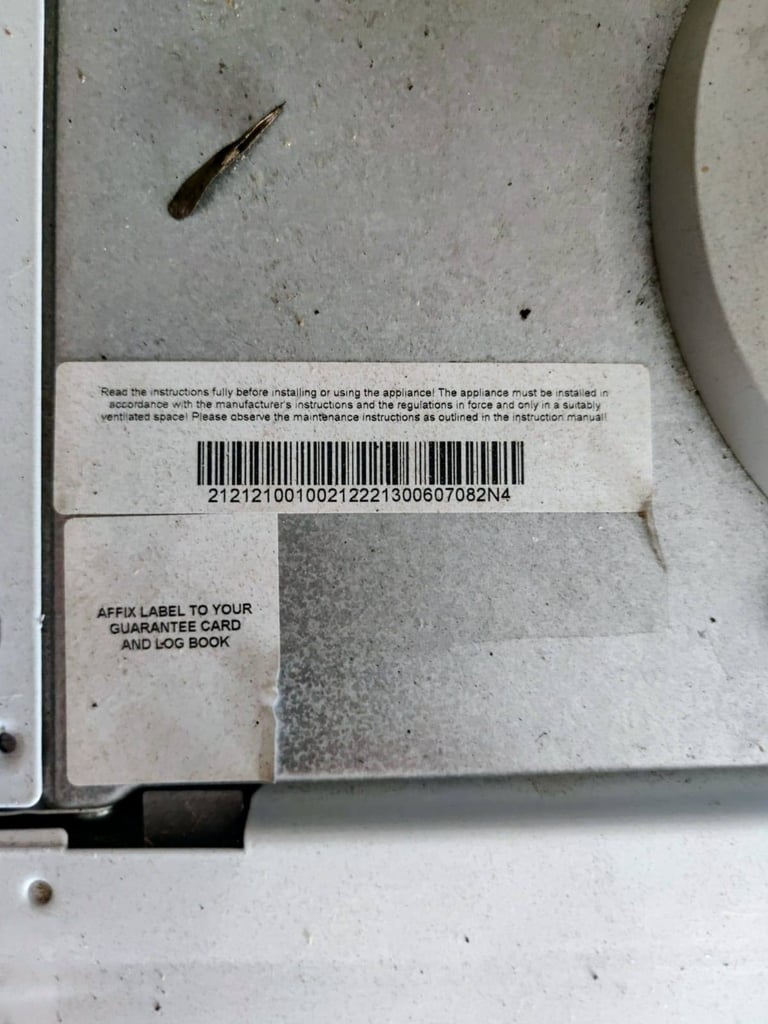 Read the instructions fully before installing or using the appliance! The appliance must be installed in
accordance with the manufacturer's instructions and the regulations in force and only in a suitably
ventilated space! Please observe the maintenance instructions as outlined in the instruction manual!
21212100100212221300607082N4
AFFIX LABEL TO YOUR
GUARANTEE CARD
AND LOG BOOK